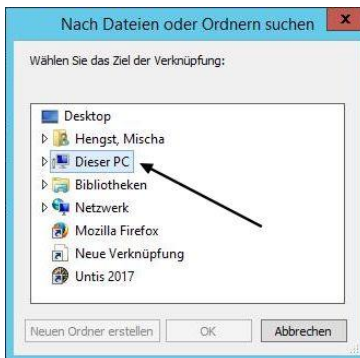 Nach Dateien oder Ordnern suchen x
Wählen Sie das Ziel der Verknüpfung:
Desktop
Hengst, Mischa
Dieser PC
Bibliotheken
Netzwerk
Mozilla Firefox
Neue Verknüpfung
Untis 2017
Neuen Ordner erstellen OK Abbrechen